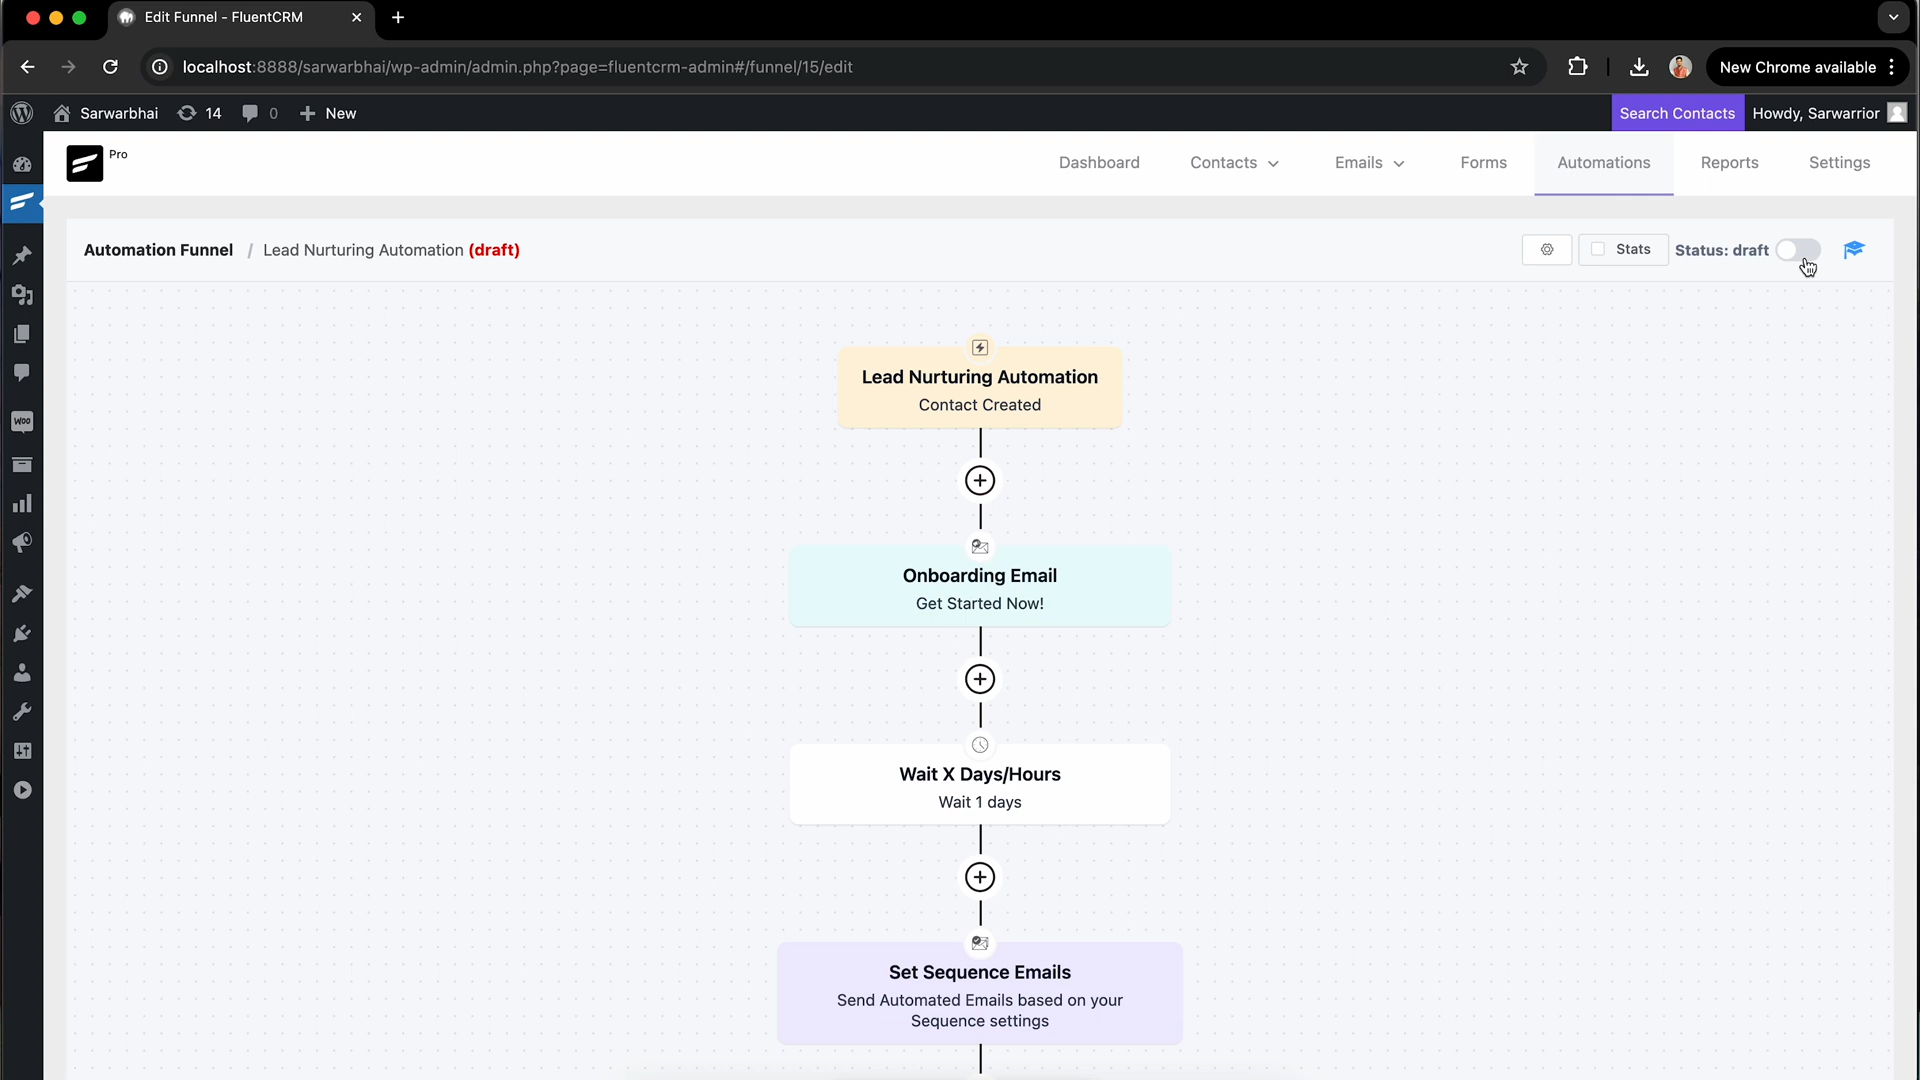 Edit Funnel - FluentCRM
localhost:8888/sarwarbhai/wp-admin/admin.php?page=fluentcrm-admin#/funnel/15/edit
New Chrome available
Sarwarbhai 14 0 New
Search Contacts Howdy, Sarwarrior
Pro
Dashboard Contacts Emails Forms Automations Reports Settings
Automation Funnel / Lead Nurturing Automation (draft)
Stats Status: draft
Lead Nurturing Automation
Contact Created
Woo
Onboarding Email
Get Started Now!
Wait X Days/Hours
Wait 1 days
Set Sequence Emails
Send Automated Emails based on your
Sequence settings